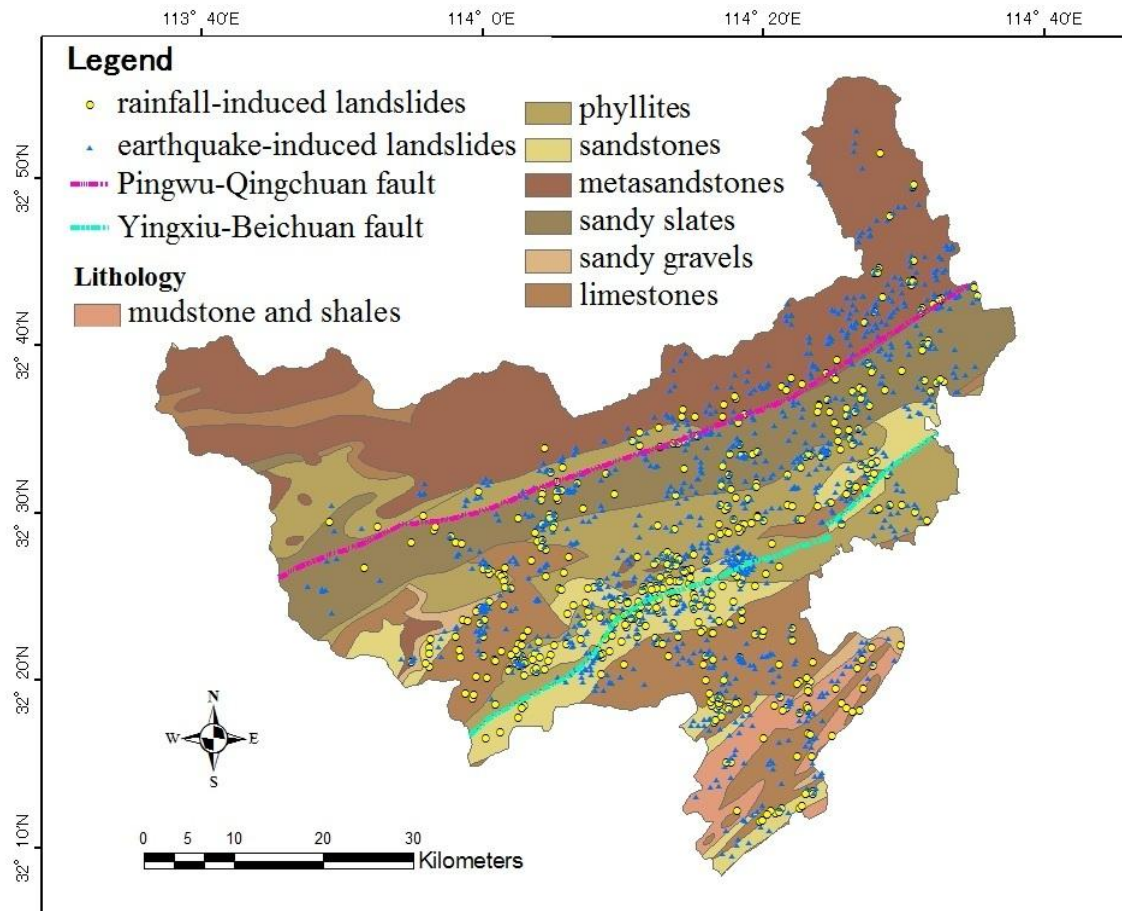 113° 40'E 114° 0'E 114° 20'E 114° 40'E
Legend
rainfall-induced landslides
earthquake-induced landslides
Pingwu-Qingchuan fault
Yingxiu-Beichuan fault
Lithology
mudstone and shales
phyllites
sandstones
metasandstones
sandy slates
sandy gravels
limestones
32° 50'N
32° 40'N
32° 30'N
32° 20'N
32° 10'N
N
W E
S
0 5 10 20 30
Kilometers